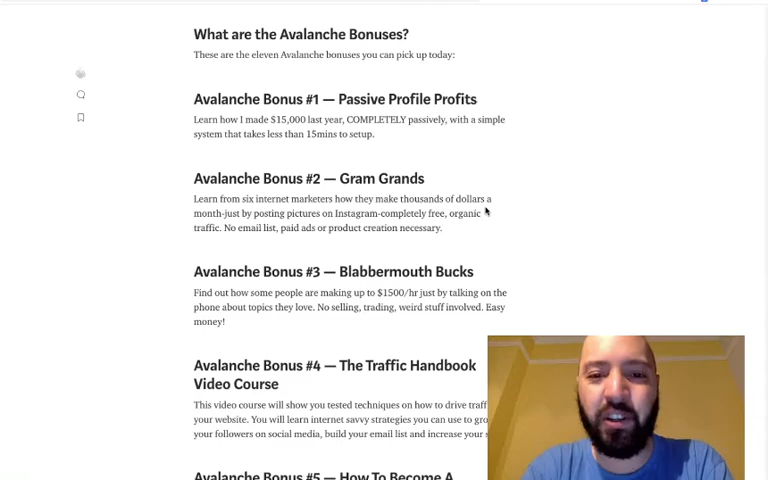 What are the Avalanche Bonuses?
These are the eleven Avalanche bonuses you can pick up today:
Avalanche Bonus #1 — Passive Profile Profits
Learn how I made $15,000 last year, COMPLETELY passively, with a simple
system that takes less than 15mins to setup.
Avalanche Bonus #2 — Gram Grands
Learn from six internet marketers how they make thousands of dollars a
month-just by posting pictures on Instagram-completely free, organic
traffic. No email list, paid ads or product creation necessary.
Avalanche Bonus #3 — Blabbermouth Bucks
Find out how some people are making up to $1500/hr just by talking on the
phone about topics they love. No selling, trading, weird stuff involved. Easy
money!
Avalanche Bonus #4 — The Traffic Handbook
Video Course
This video course will show you tested techniques on how to drive
your website. You will learn internet savvy strategies you can use to
your followers on social media, build your email list and increase your
Avalanche Bonus #5 — How To Become A